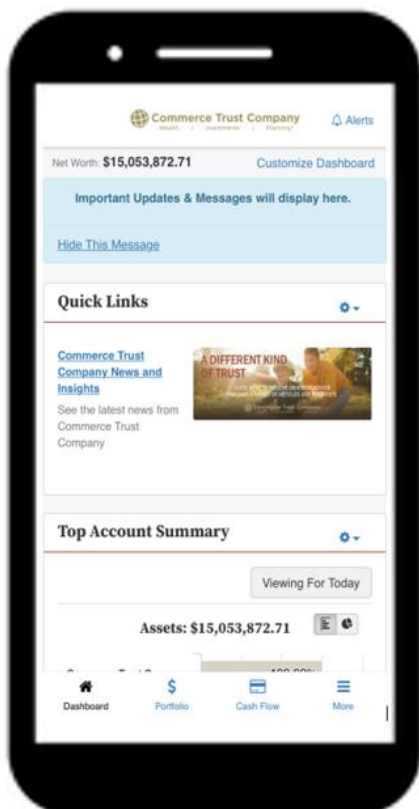 Commerce Trust Company
Wealth | Investments | Planning®
Alerts
Net Worth: $15,053,872.71
Customize Dashboard
Important Updates & Messages will display here.
Hide This Message
Quick Links
Commerce Trust
Company News and
Insights
See the latest news from
Commerce Trust
Company
A DIFFERENT KIND
OF TRUST
Commerce Trust Company
Top Account Summary
Viewing For Today
Assets: $15,053,872.71
Dashboard
Portfolio
Cash Flow
More